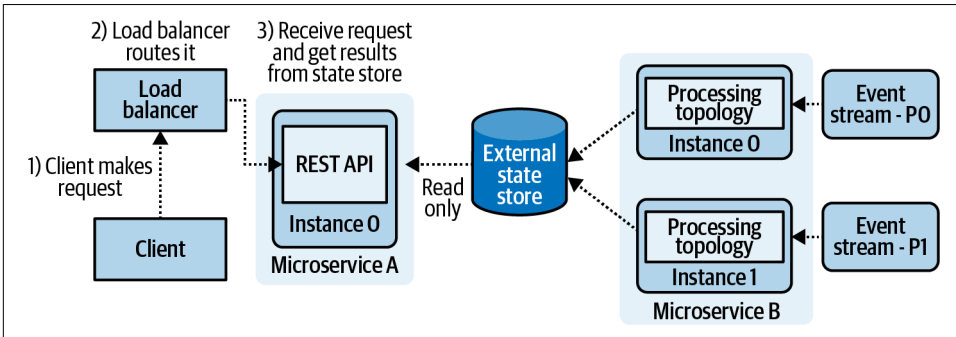 2) Load balancer
routes it
3) Receive request
and get results
from state store
Load
balancer
1) Client makes
request
Client
REST API
Instance 0
Microservice A
Read
only
External
state
store
Processing
topology
Instance 0
Processing
topology
Instance 1
Microservice B
Event
stream - P0
Event
stream - P1